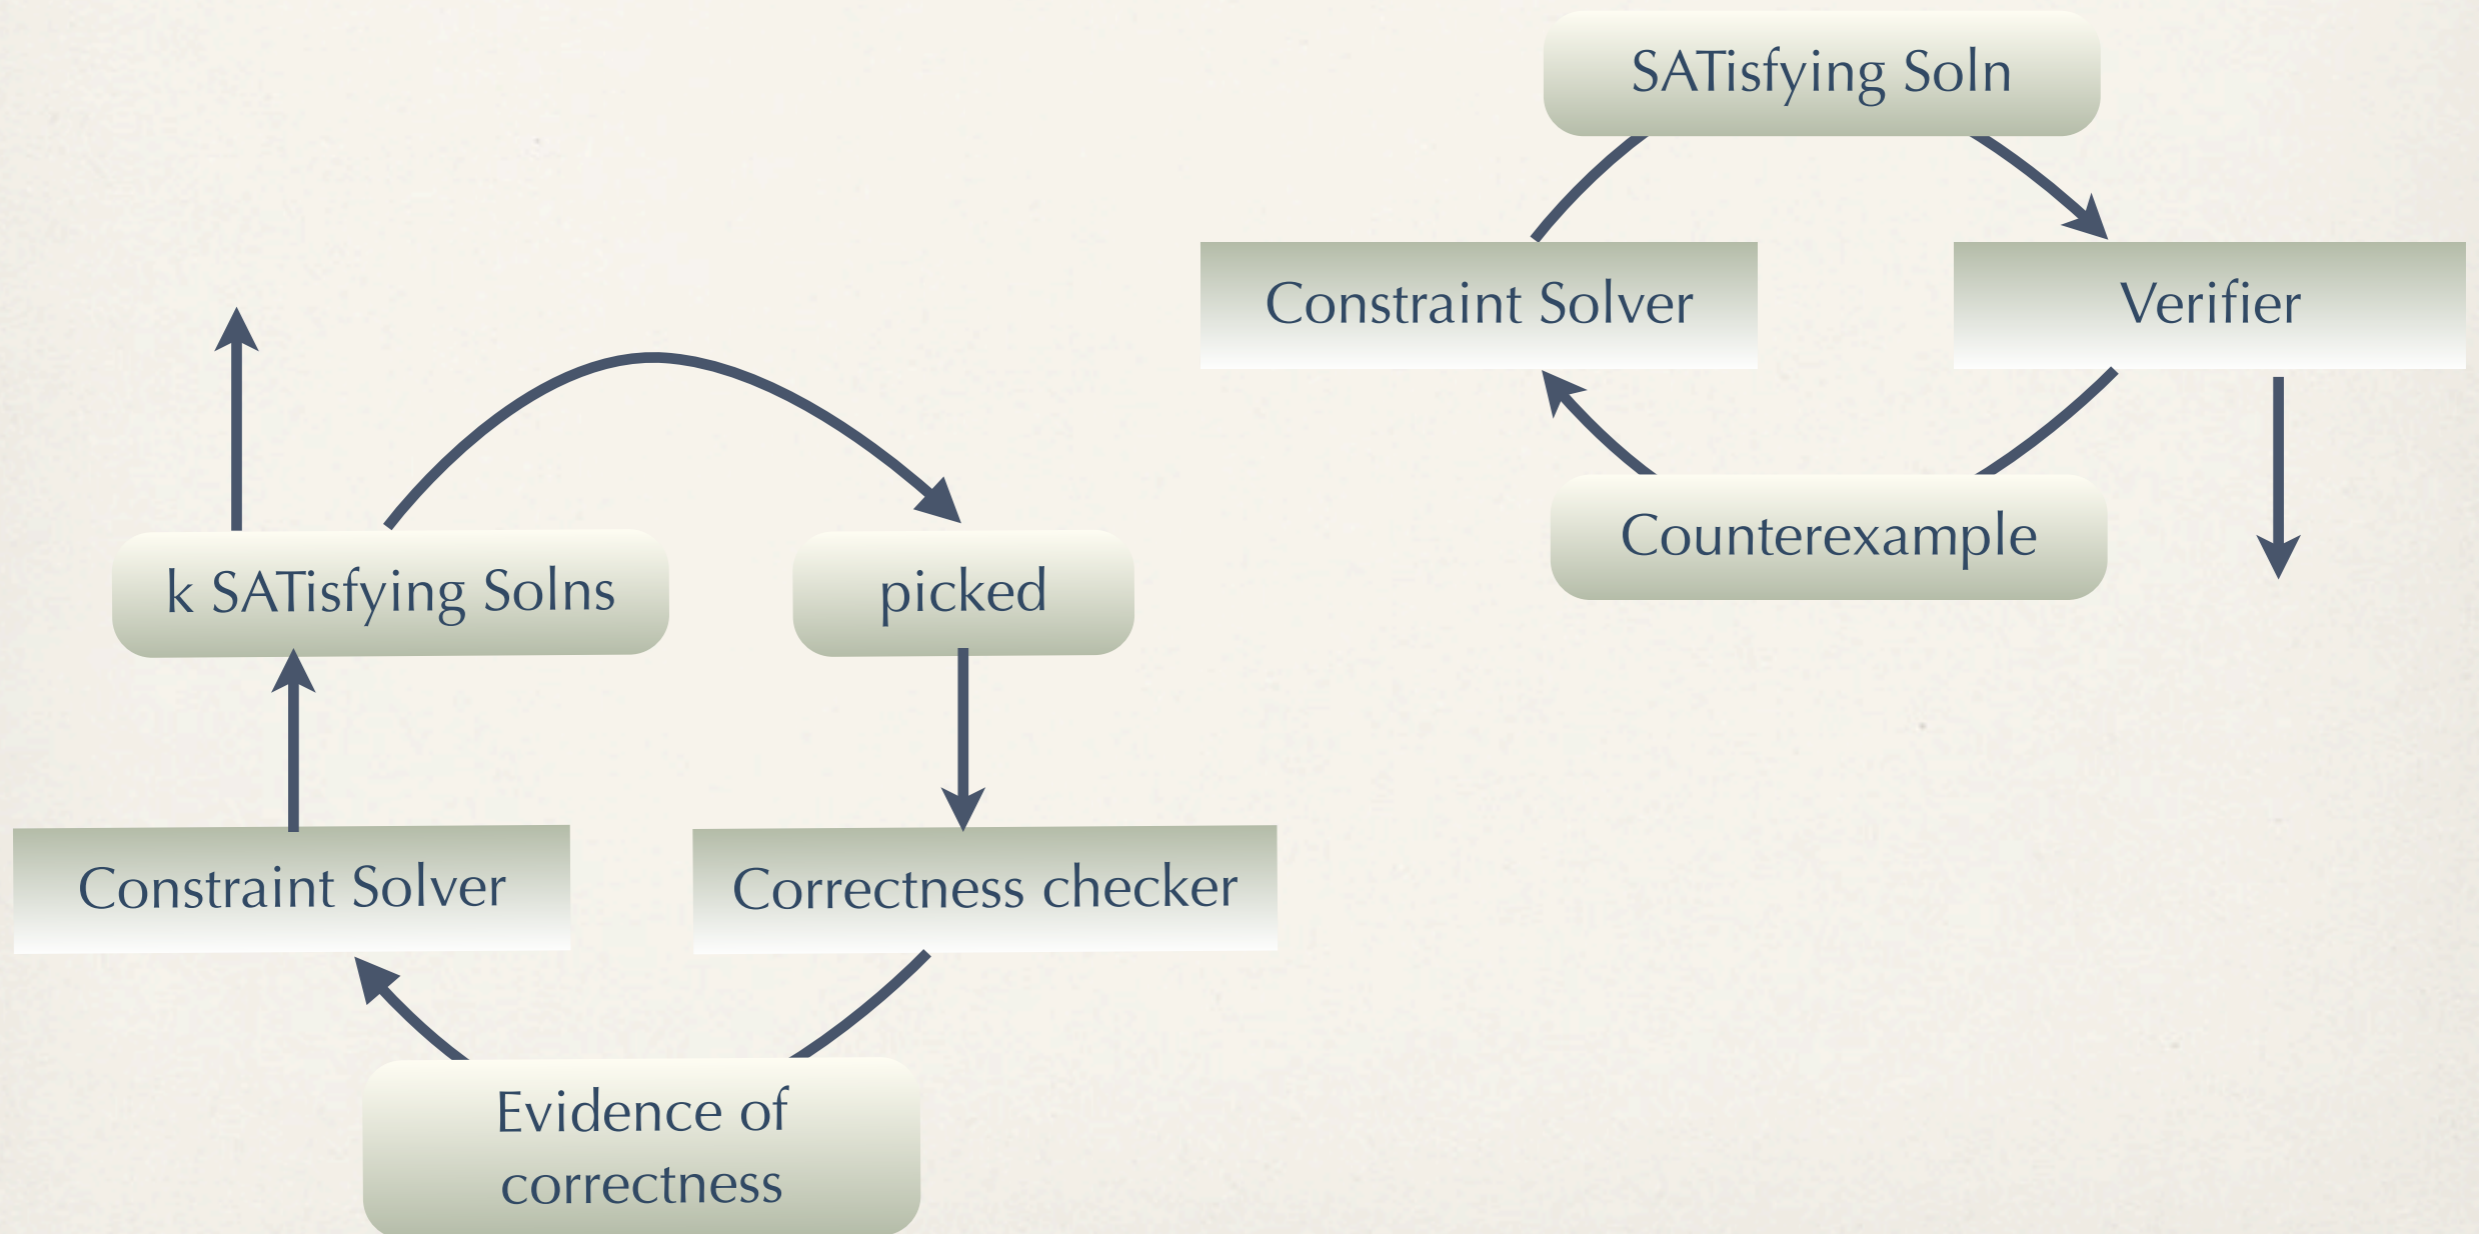 SATisfying Soln
Constraint Solver
Verifier
Counterexample
k SATisfying Solns
picked
Constraint Solver
Correctness checker
Evidence of
correctness